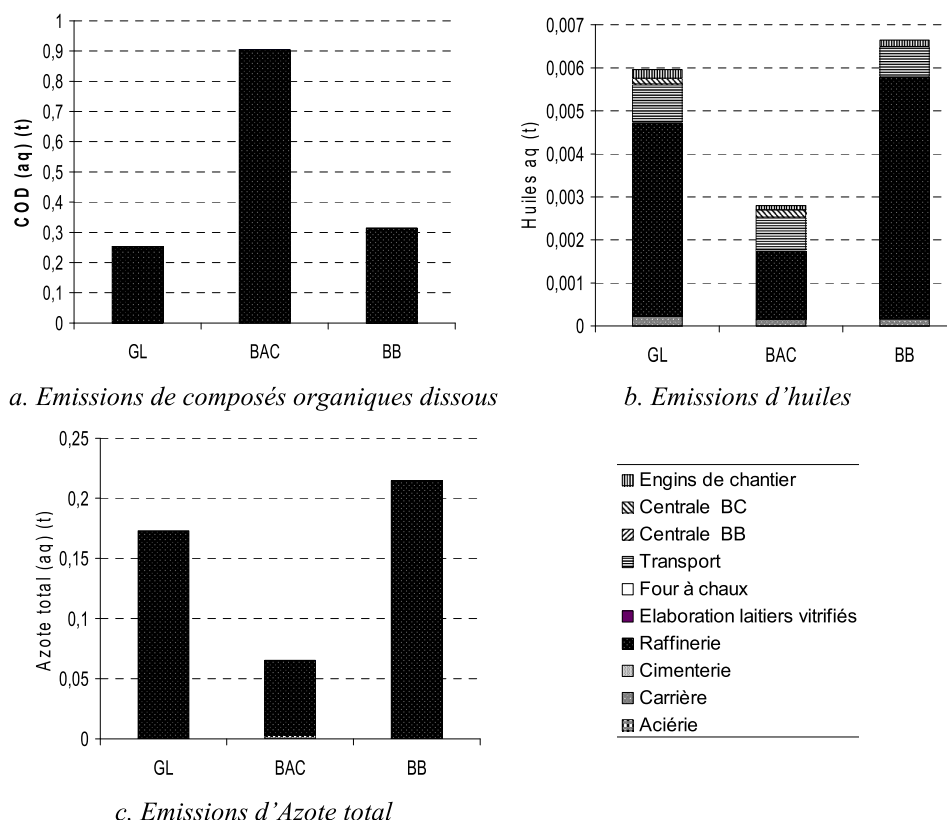 COD (aq) (t)
1
0,9
0,8
0,7
0,6
0,5
0,4
0,3
0,2
0,1
0
GL BAC BB
a. Emissions de composés organiques dissous
Huiles aq (t)
0,007
0,006
0,005
0,004
0,003
0,002
0,001
0
GL BAC BB
b. Emissions d'huiles
Azote total (aq) (t)
0,25
0,2
0,15
0,1
0,05
0
GL BAC BB
c. Emissions d'Azote total
Engins de chantier
Centrale BC
Centrale BB
Transport
Four à chaux
Elaboration laitiers vitrifiés
Raffinerie
Cimenterie
Carrière
Aciérie